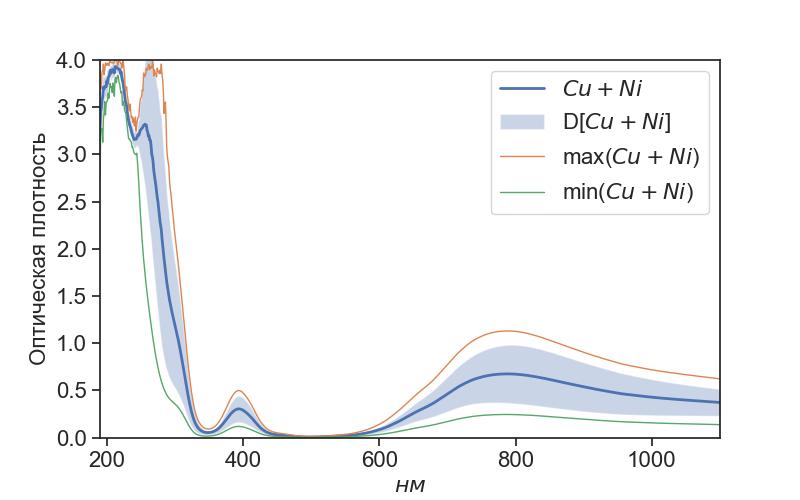 4.0
3.5
3.0
2.5
2.0
1.5
1.0
0.5
0.0
Оптическая плотность
200 400 600 800 1000
нм
Cu + Ni
D[Cu + Ni]
max(Cu + Ni)
min(Cu + Ni)